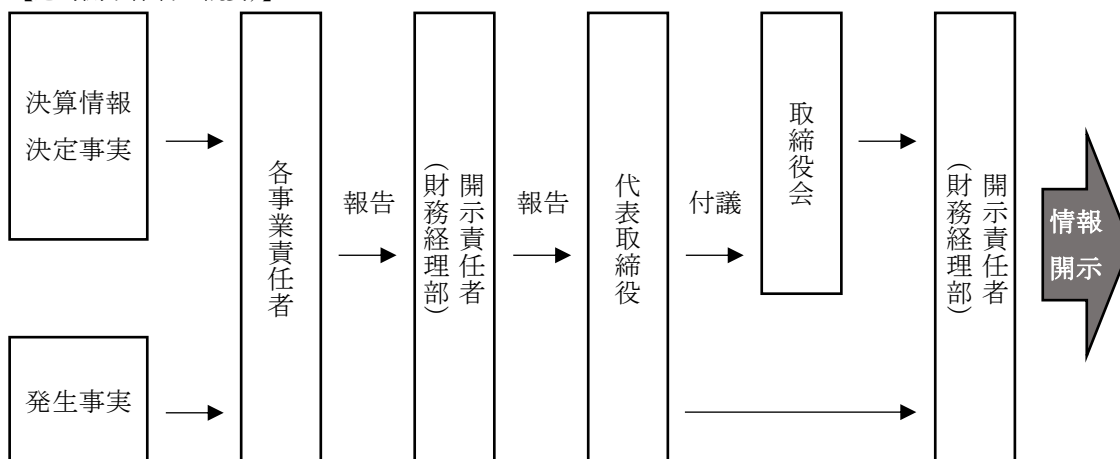 決算情報
決定事実
発生事実
各事業責任者
報告
開示責任者
(財務経理部)
報告
代表取締役
付議
取締役会
開示責任者
(財務経理部)
情報
開示